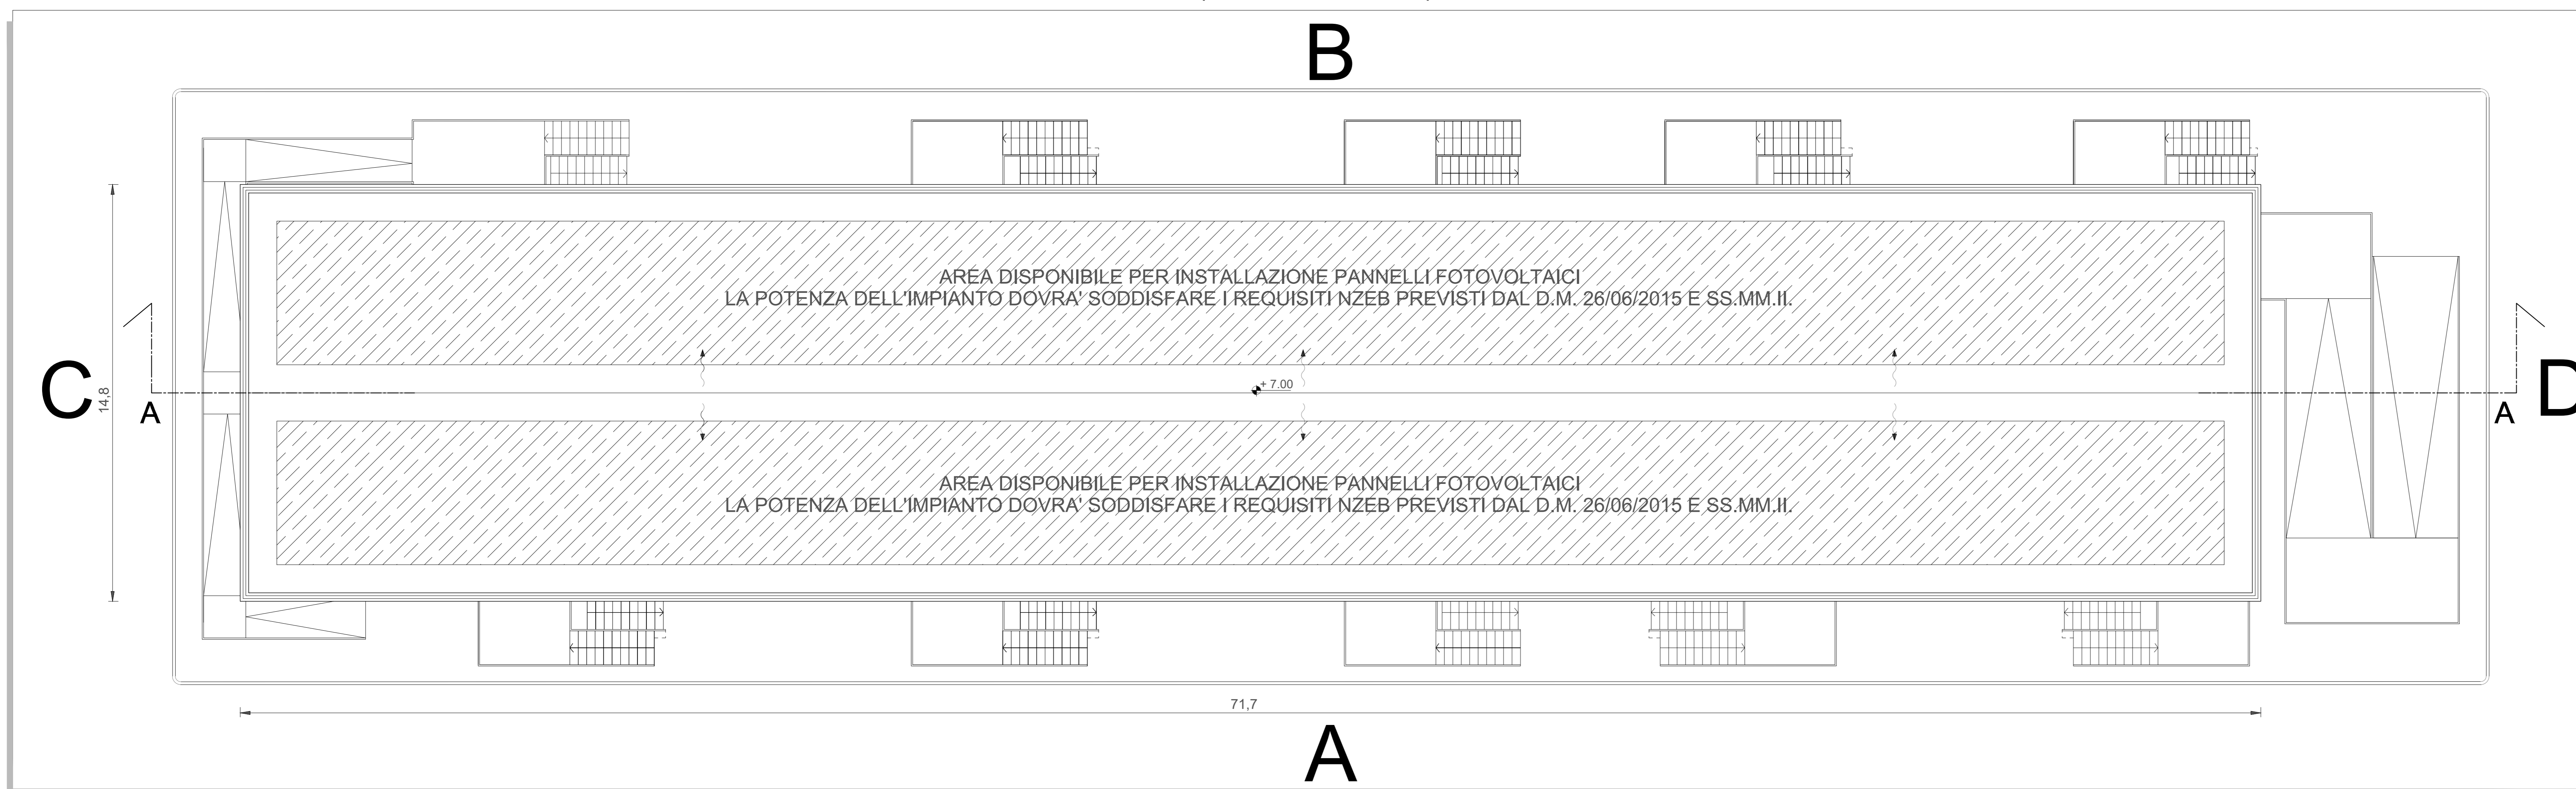 B
AREA DISPONIBILE PER INSTALLAZIONE PANNELLI FOTOVOLTAICI
LA POTENZA DELL'IMPIANTO DOVRA' SODDISFARE I REQUISITI NZEB PREVISTI DAL D.M. 26/06/2015 E SS.MM.II.
C
14,8
A
+ 7.00
A
D
AREA DISPONIBILE PER INSTALLAZIONE PANNELLI FOTOVOLTAICI
LA POTENZA DELL'IMPIANTO DOVRA' SODDISFARE I REQUISITI NZEB PREVISTI DAL D.M. 26/06/2015 E SS.MM.II.
71,7
A